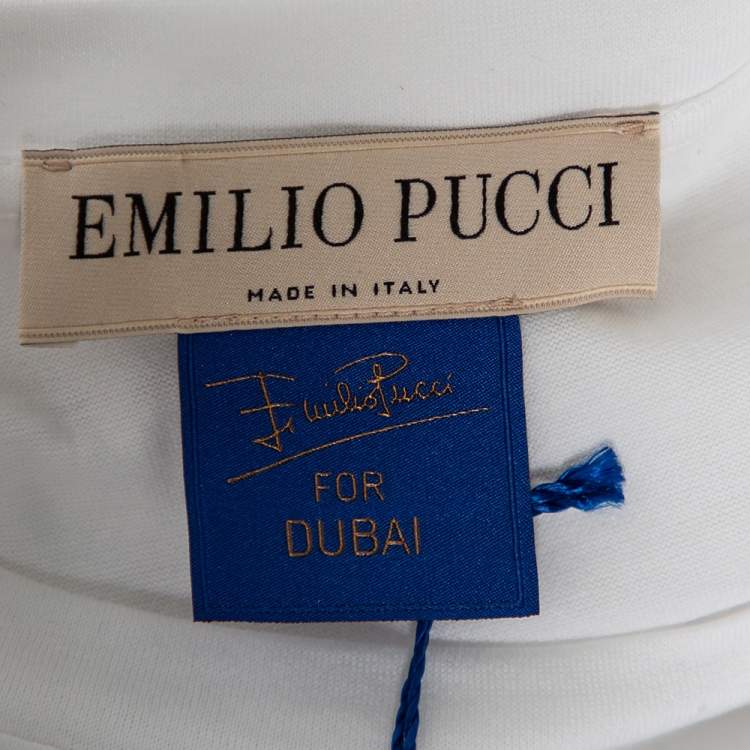 EMILIO PUCCI
MADE IN ITALY
Emilio Pucci
FOR
DUBAI